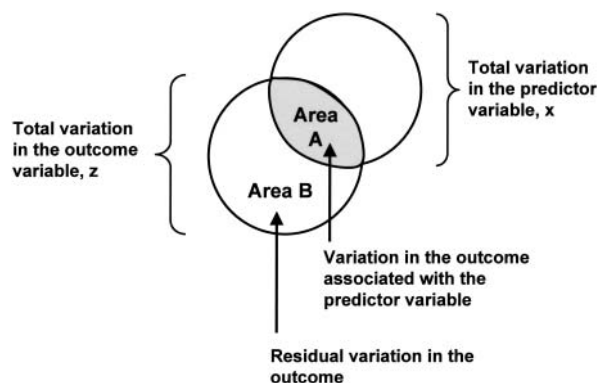 Total variation
in the predictor
variable, x
Total variation
in the outcome
variable, z
Area
A
Area B
Variation in the outcome
associated with the
predictor variable
Residual variation in the
outcome